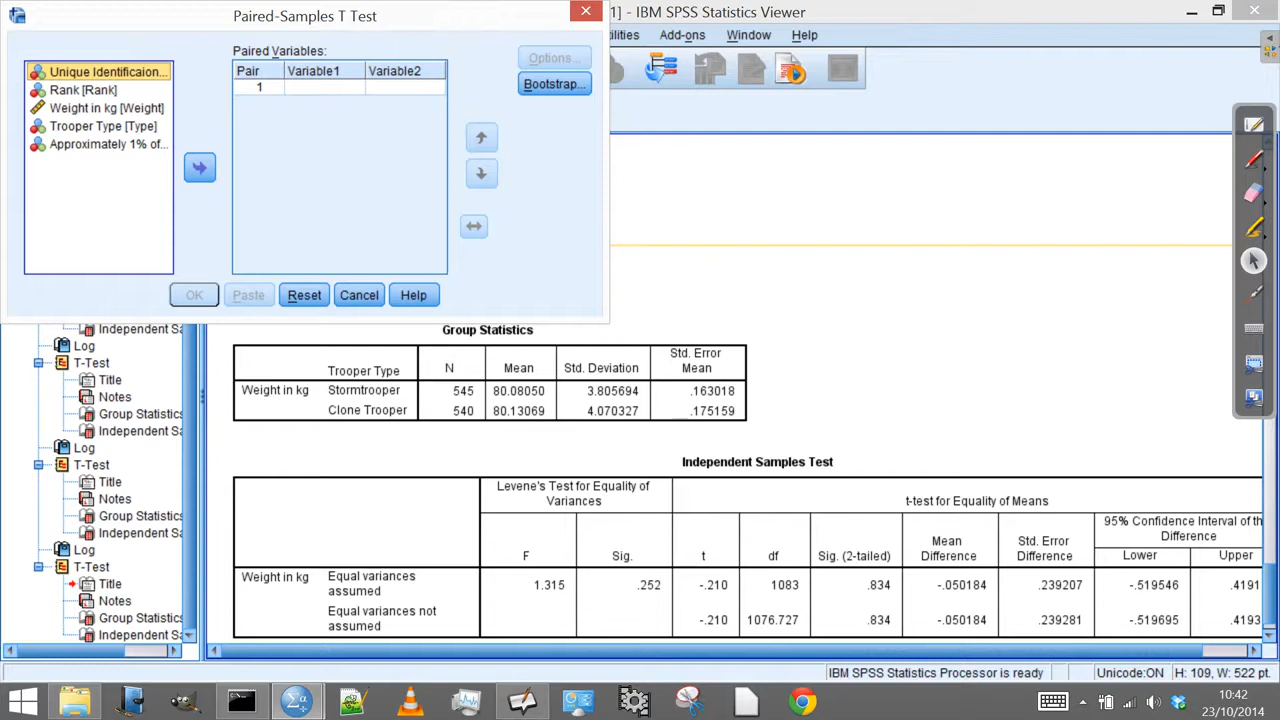 Paired-Samples T Test
1] - IBM SPSS Statistics Viewer
ilities Add-ons Window Help
Paired Variables:
Pair Variable1 Variable2
1
Unique Identificaion...
Rank [Rank]
Weight in kg [Weight]
Trooper Type [Type]
Approximately 1% of...
Options...
Bootstrap...
OK Paste Reset Cancel Help
Independent Sa
Log
T-Test
Title
Notes
Group Statistics
Independent Sa
Log
T-Test
Title
Notes
Group Statistics
Independent Sa
Log
T-Test
Title
Notes
Group Statistics
Independent Sa
Group Statistics
Trooper Type N Mean Std. Deviation Std. Error Mean
Weight in kg Stormtrooper 545 80.08050 3.805694 .163018
Clone Trooper 540 80.13069 4.070327 .175159
Independent Samples Test
Levene's Test for Equality of Variances t-test for Equality of Means
95% Confidence Interval of th
Difference
F Sig. t df Sig. (2-tailed) Mean Difference Std. Error Difference Lower Upper
Weight in kg Equal variances assumed 1.315 .252 -.210 1083 .834 -.050184 .239207 -.519546 .4191
Equal variances not assumed -.210 1076.727 .834 -.050184 .239281 -.519695 .4193
IBM SPSS Statistics Processor is ready Unicode:ON H: 109, W: 522 pt.
10:42
23/10/2014